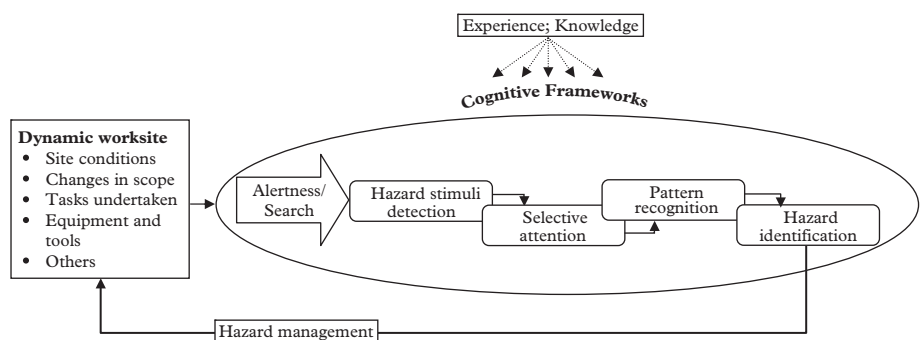 Experience; Knowledge
Cognitive Frameworks
Dynamic worksite
• Site conditions
• Changes in scope
• Tasks undertaken
• Equipment and
tools
• Others
Alertness/
Search
Hazard stimuli
detection
Selective
attention
Pattern
recognition
Hazard
identification
Hazard management